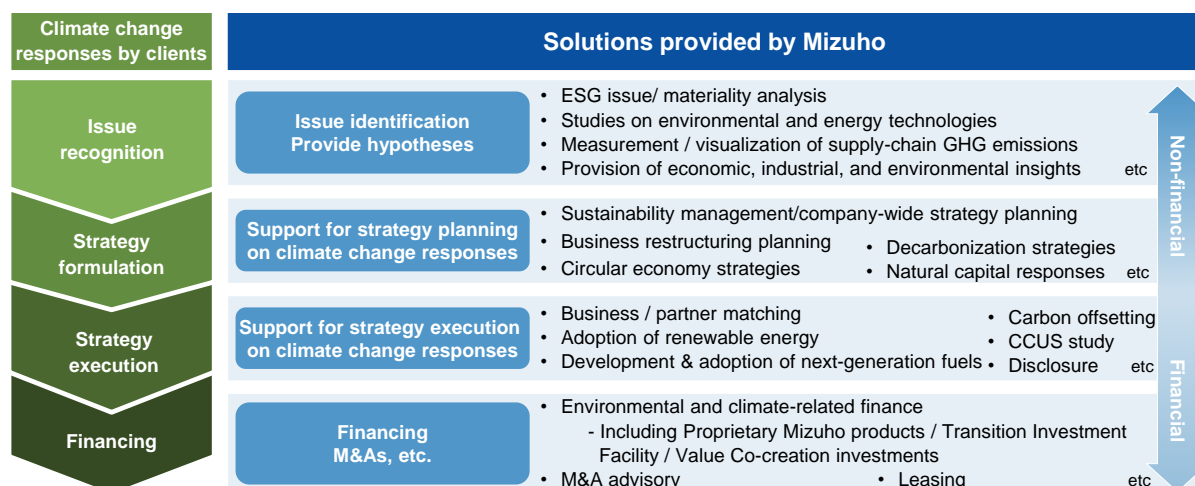 Climate change
responses by clients
Solutions provided by Mizuho
Issue
recognition
Issue identification
Provide hypotheses
• ESG issue/ materiality analysis
• Studies on environmental and energy technologies
• Measurement / visualization of supply-chain GHG emissions
• Provision of economic, industrial, and environmental insights etc
Non-financial
Strategy
formulation
Support for strategy planning
on climate change responses
• Sustainability management/company-wide strategy planning
• Business restructuring planning
• Circular economy strategies
• Decarbonization strategies
• Natural capital responses etc
Strategy
execution
Support for strategy execution
on climate change responses
• Business / partner matching
• Adoption of renewable energy
• Development & adoption of next-generation fuels
• Carbon offsetting
• CCUS study
• Disclosure etc
Financial
Financing
Financing
M&As, etc.
• Environmental and climate-related finance
- Including Proprietary Mizuho products / Transition Investment
Facility / Value Co-creation investments
• M&A advisory
• Leasing etc